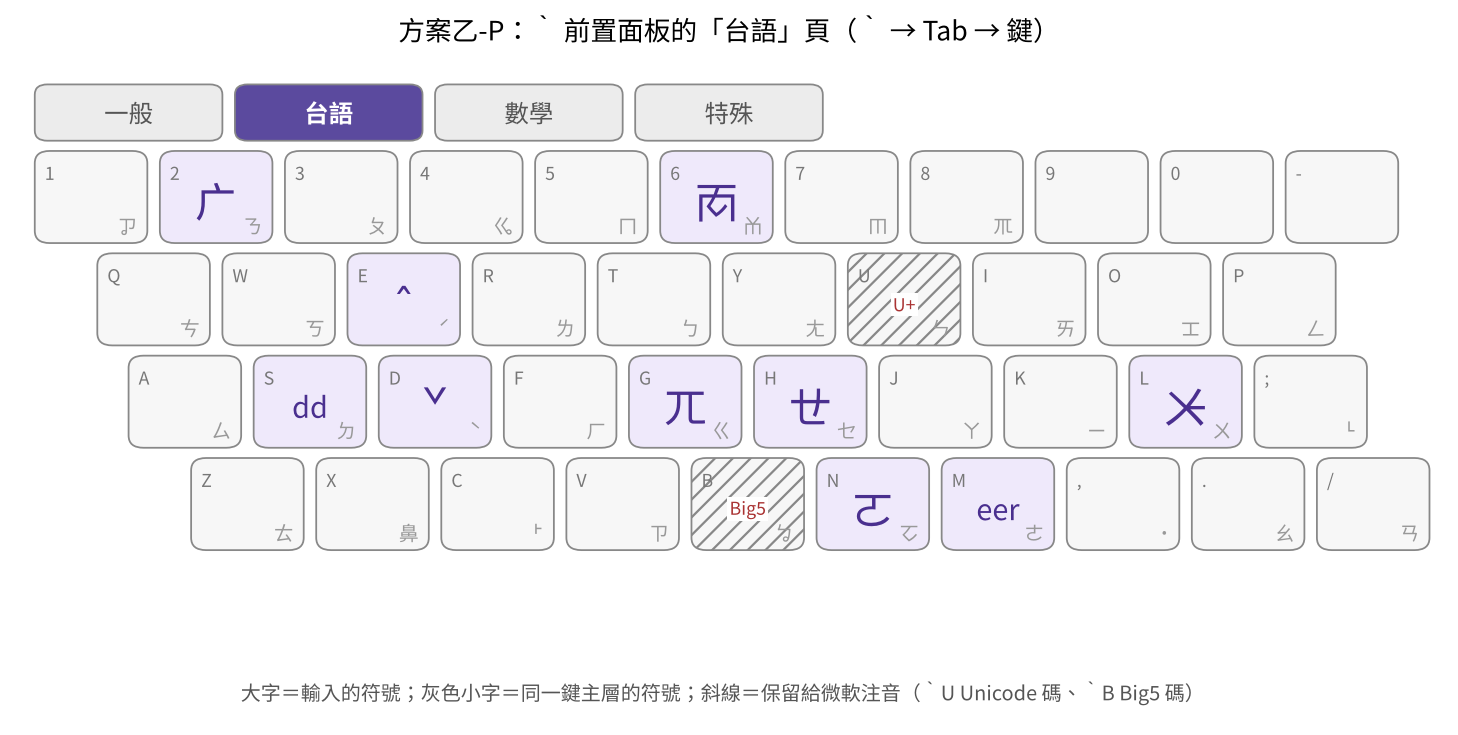 方案乙-P：ˋ 前置面板的「台語」頁（ˋ → Tab → 鍵）
一般 台語 數學 特殊
1 ㆡ 2 ㄬ ㄋ 3 ㄆ 4 ㆣ 5 ㄇ 6 7 ㆬ 8 ㆭ 9 0 -
Q ㄘ W ㄎ E ˆ ˊ R ㄌ T ㄅ Y ㄤ U U+ ㄣ I ㄞ O P ㄥ
A ㄙ S dd ㄉ D ˇ ˋ F ㄏ G ㄫ ㄍ H ㄝ ㆤ J ㄚ K ㄧ L ㄨ ;
Z ㄊ X 鼻 C V ㄗ B Big5 ㆠ N ㄛ ㆦ M eer ㄜ , ˙ . ㄠ / ㄢ
大字＝輸入的符號；灰色小字＝同一鍵主層的符號；斜線＝保留給微軟注音（ˋ U Unicode 碼、ˋ B Big5 碼）